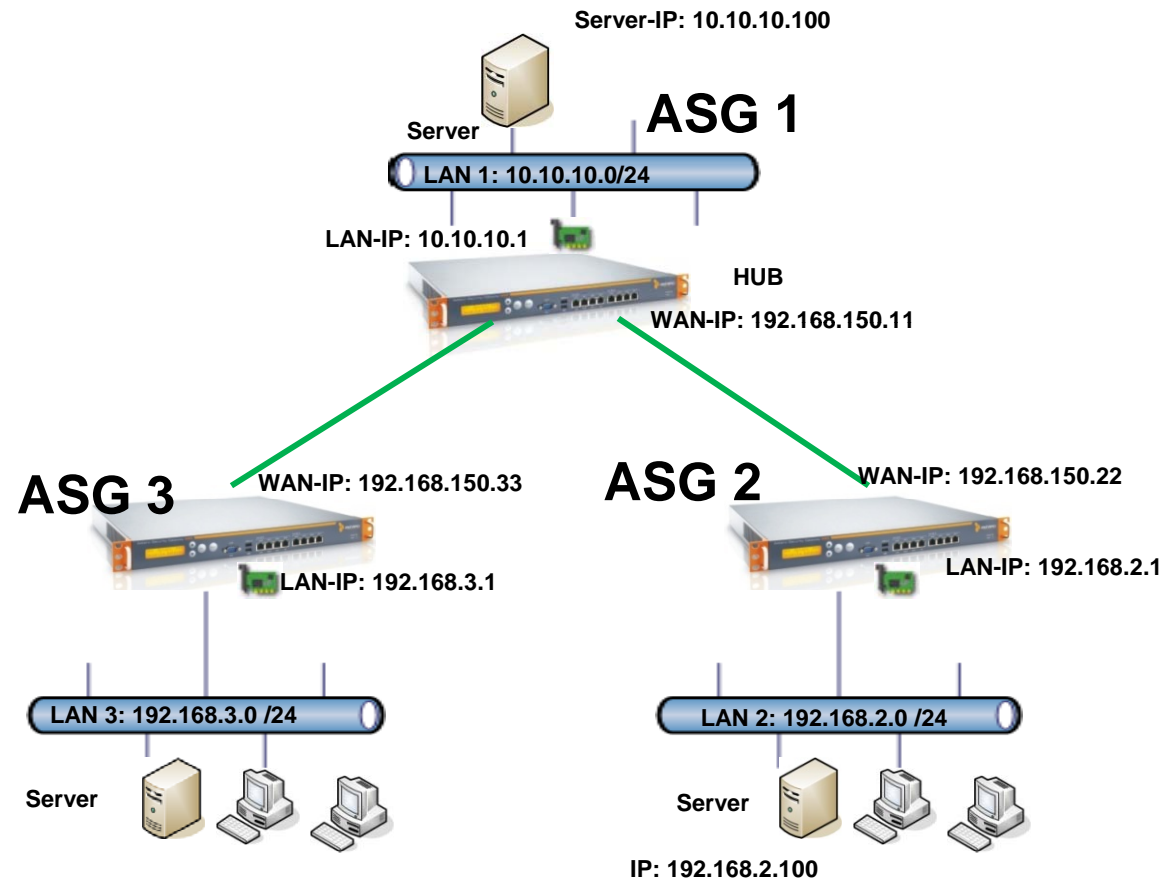 Server-IP: 10.10.10.100
ASG 1
Server
LAN 1: 10.10.10.0/24
LAN-IP: 10.10.10.1
HUB
WAN-IP: 192.168.150.11
ASG 3
WAN-IP: 192.168.150.33
ASG 2
WAN-IP: 192.168.150.22
LAN-IP: 192.168.3.1
LAN-IP: 192.168.2.1
LAN 3: 192.168.3.0 /24
LAN 2: 192.168.2.0 /24
Server
Server
IP: 192.168.2.100